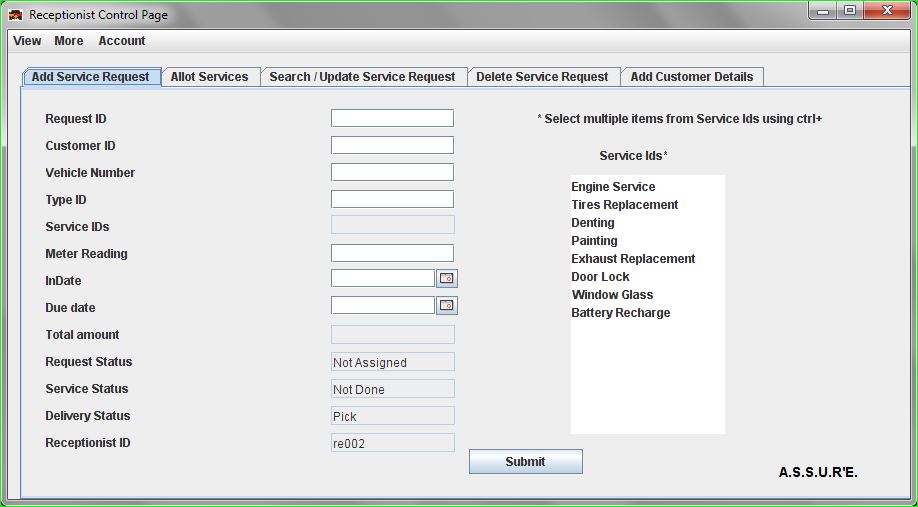 Receptionist Control Page
View More Account
Add Service Request Allot Services Search / Update Service Request Delete Service Request Add Customer Details
Request ID
* Select multiple items from Service Ids using ctrl+
Customer ID
Service Ids*
Vehicle Number
Type ID
Service IDs
Meter Reading
InDate
Due date
Total amount
Request Status Not Assigned
Service Status Not Done
Delivery Status Pick
Receptionist ID re002
Engine Service
Tires Replacement
Denting
Painting
Exhaust Replacement
Door Lock
Window Glass
Battery Recharge
Submit
A.S.S.U.R'E.